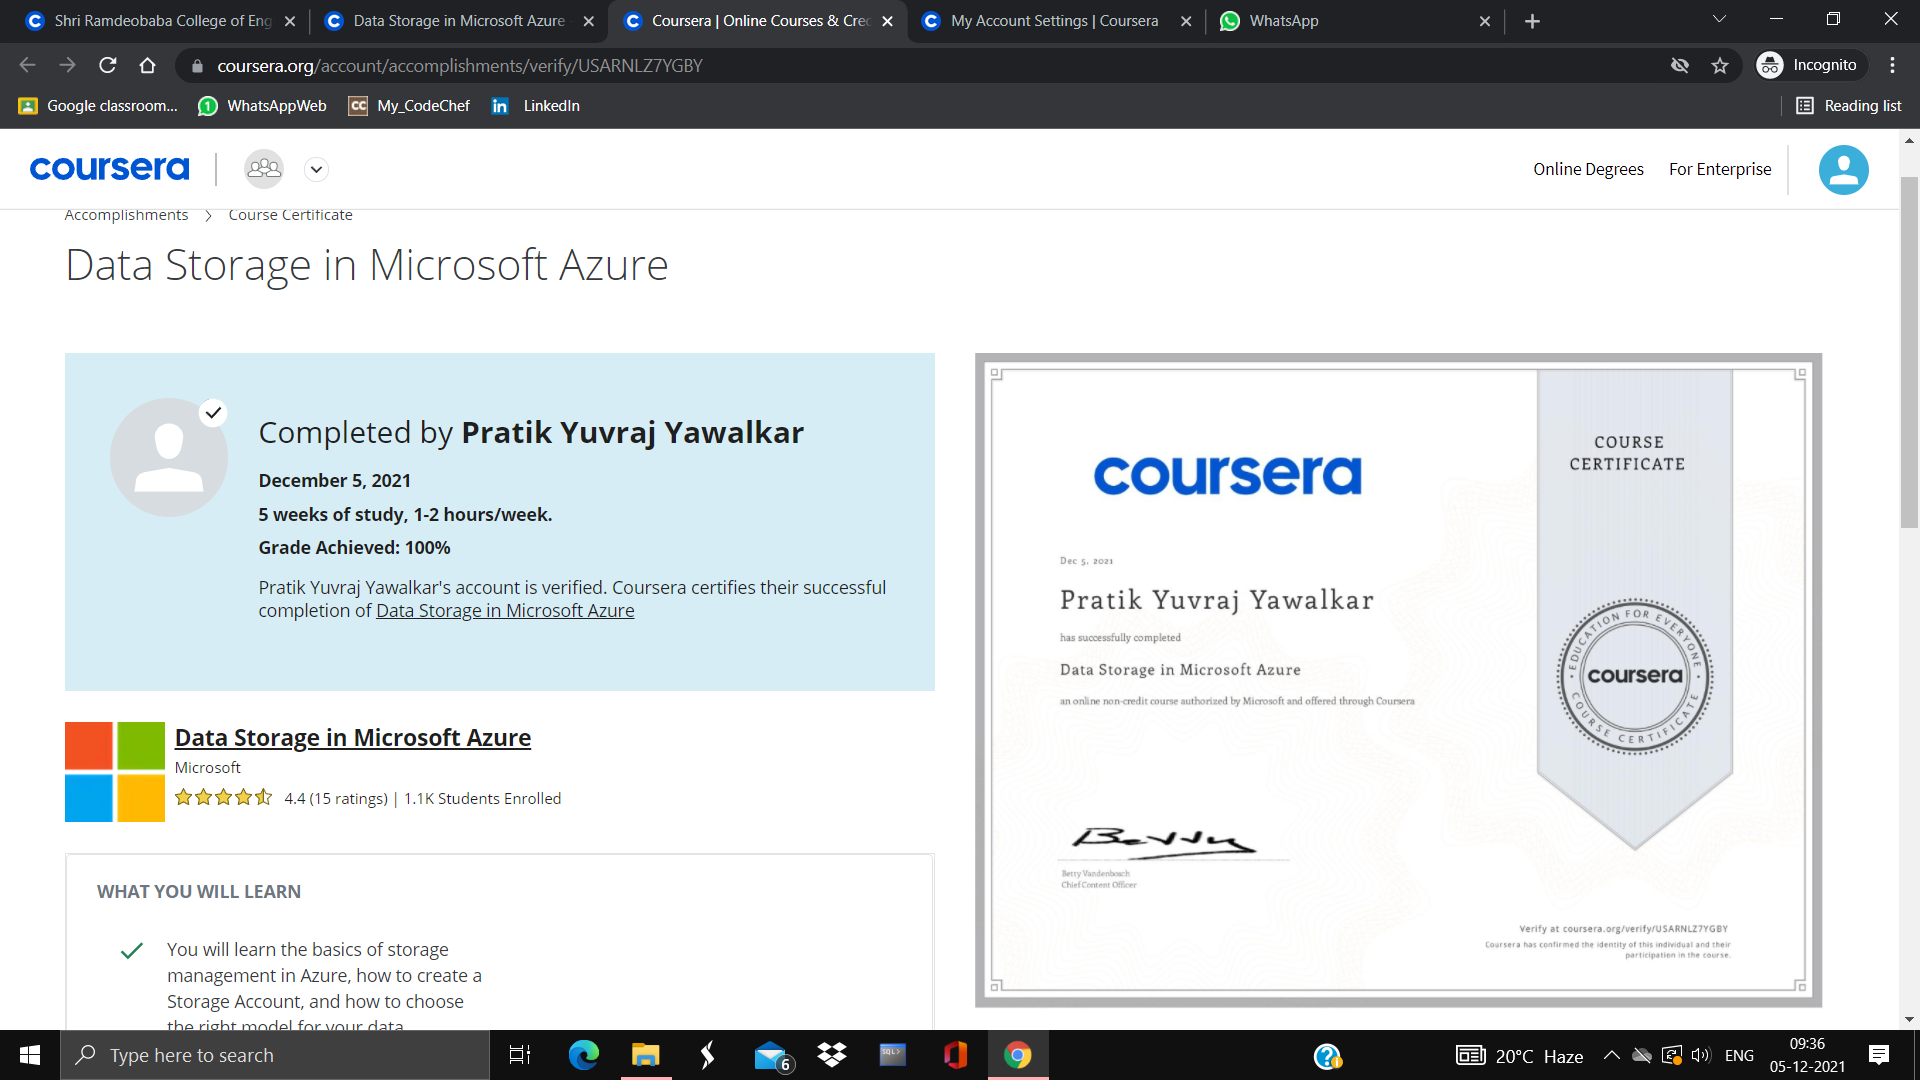 Shri Ramdeobaba College of Eng
Data Storage in Microsoft Azure
Coursera | Online Courses & Cre
My Account Settings | Coursera
WhatsApp
coursera.org/account/accomplishments/verify/USARNLZ7YGBY
Incognito
Google classroom...
WhatsAppWeb
CC
My_CodeChef
in
LinkedIn
Reading list
coursera
Online Degrees
For Enterprise
Accomplishments
Course Certificate
Data Storage in Microsoft Azure
Completed by Pratik Yuvraj Yawalkar
December 5, 2021
5 weeks of study, 1-2 hours/week.
Grade Achieved: 100%
Pratik Yuvraj Yawalkar's account is verified. Coursera certifies their successful
completion of Data Storage in Microsoft Azure
Data Storage in Microsoft Azure
Microsoft
4.4 (15 ratings) | 1.1K Students Enrolled
WHAT YOU WILL LEARN
You will learn the basics of storage
management in Azure, how to create a
Storage Account, and how to choose
the right model for your data
coursera
COURSE
CERTIFICATE
Dec 5, 2021
Pratik Yuvraj Yawalkar
has successfully completed
Data Storage in Microsoft Azure
an online non-credit course authorized by Microsoft and offered through Coursera
EDUCATION FOR EVERYONE
coursera
COURSE CERTIFICATE
Betty
Betty Vandenbosch
Chief Content Officer
Verify at coursera.org/verify/USARNLZ7YGBY
Coursera has confirmed the identity of this individual and their
participation in the course.
Type here to search
6
SQL>
20°C Haze
ENG
09:36
05-12-2021